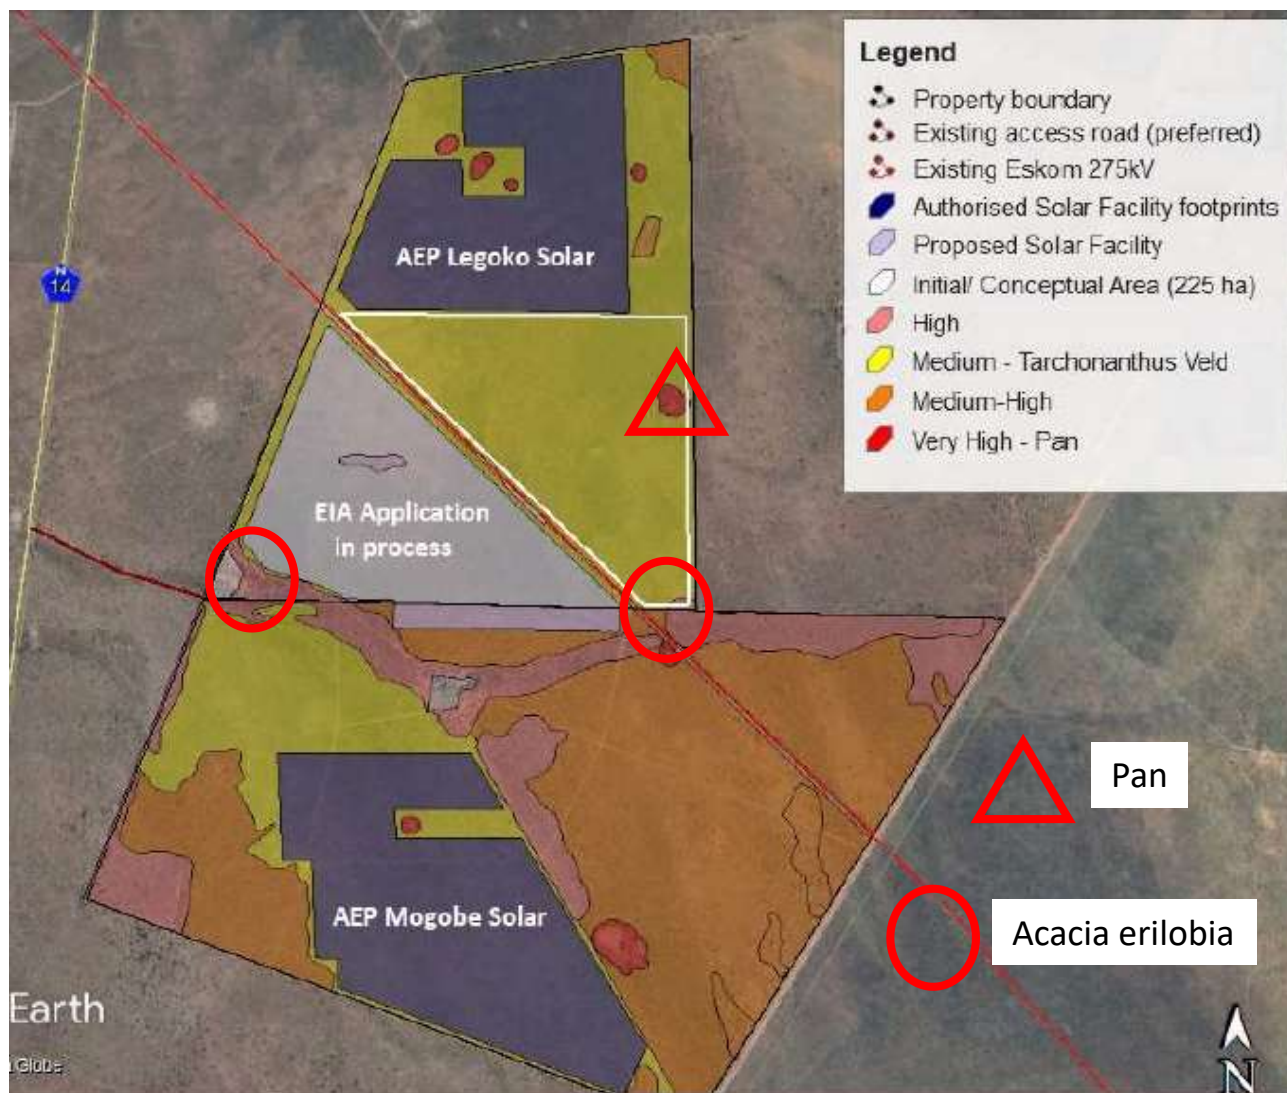 Legend
Property boundary
Existing access road (preferred)
Existing Eskom 275kV
Authorised Solar Facility footprints
Proposed Solar Facility
Initial/ Conceptual Area (225 ha)
High
Medium - Tarchonanthus Veld
Medium-High
Very High - Pan
AEP Legoko Solar
N
14
EIA Application
in process
Pan
AEP Mogobe Solar
Acacia erilobia
Earth
Globe
N